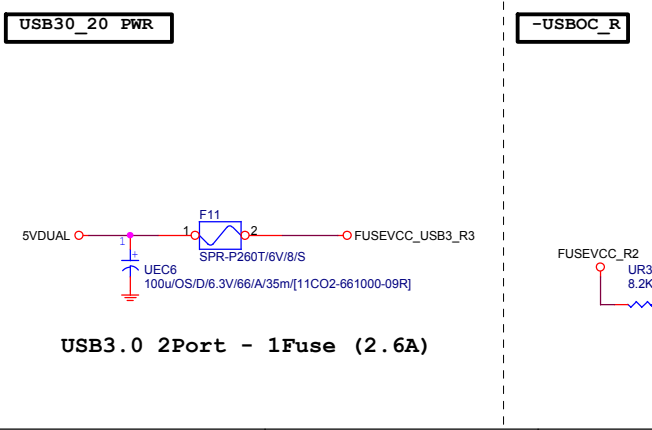 USB30_20 PWR
-USBOC_R
F11
5VDUAL
1
1
2
FUSEVCC_USB3_R3
SPR-P260T/6V/8/S
+
UEC6
100u/OS/D/6.3V/66/A/35m/[11CO2-661000-09R]
FUSEVCC_R2
UR3
8.2K
USB3.0 2Port - 1Fuse (2.6A)